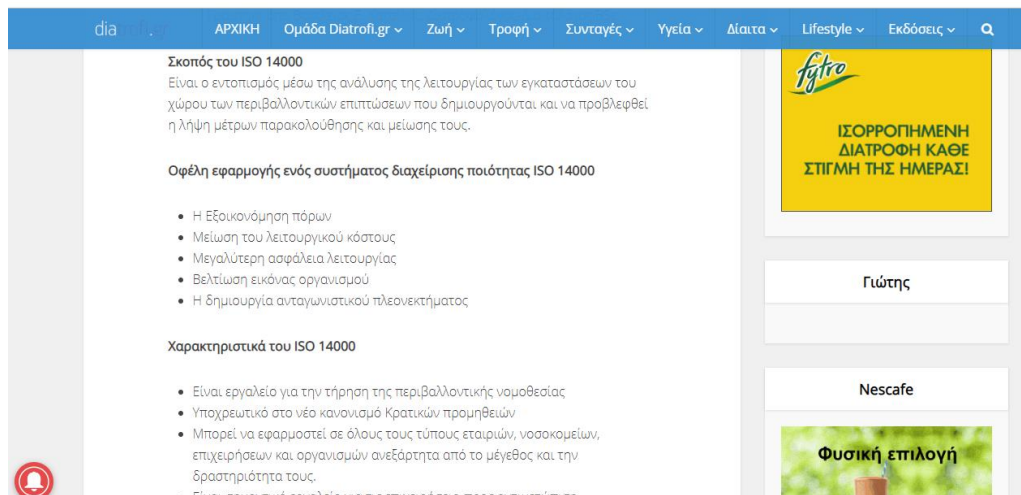 dia
ΑΡΧΙΚΗ
Ομάδα Diatrofi.gr
Ζωή
Τροφή
Συνταγές
Υγεία
Δίαιτα
Lifestyle
Εκδόσεις
Σκοπός του ISO 14000
Είναι ο εντοπισμός μέσω της ανάλυσης της λειτουργίας των εγκαταστάσεων του
χώρου των περιβαλλοντικών επιπτώσεων που δημιουργούνται και να προβλεφθεί
η λήψη μέτρων παρακολούθησης και μείωσης τους.
Οφέλη εφαρμογής ενός συστήματος διαχείρισης ποιότητας ISO 14000
Η Εξοικονόμηση πόρων
Μείωση του λειτουργικού κόστους
Μεγαλύτερη ασφάλεια λειτουργίας
Βελτίωση εικόνας οργανισμού
Η δημιουργία ανταγωνιστικού πλεονεκτήματος
Χαρακτηριστικά του ISO 14000
Είναι εργαλείο για την τήρηση της περιβαλλοντικής νομοθεσίας
Υποχρεωτικό στο νέο κανονισμό Κρατικών προμηθειών
Μπορεί να εφαρμοστεί σε όλους τους τύπους εταιριών, νοσοκομείων,
επιχειρήσεων και οργανισμών ανεξάρτητα από το μέγεθος και την
δραστηριότητα τους.
fytro
ΙΣΟΡΡΟΠΗΜΕΝΗ
ΔΙΑΤΡΟΦΗ ΚΑΘΕ
ΣΤΙΓΜΗ ΤΗΣ ΗΜΕΡΑΣ!
Γιώτης
Nescafe
Φυσική επιλογή